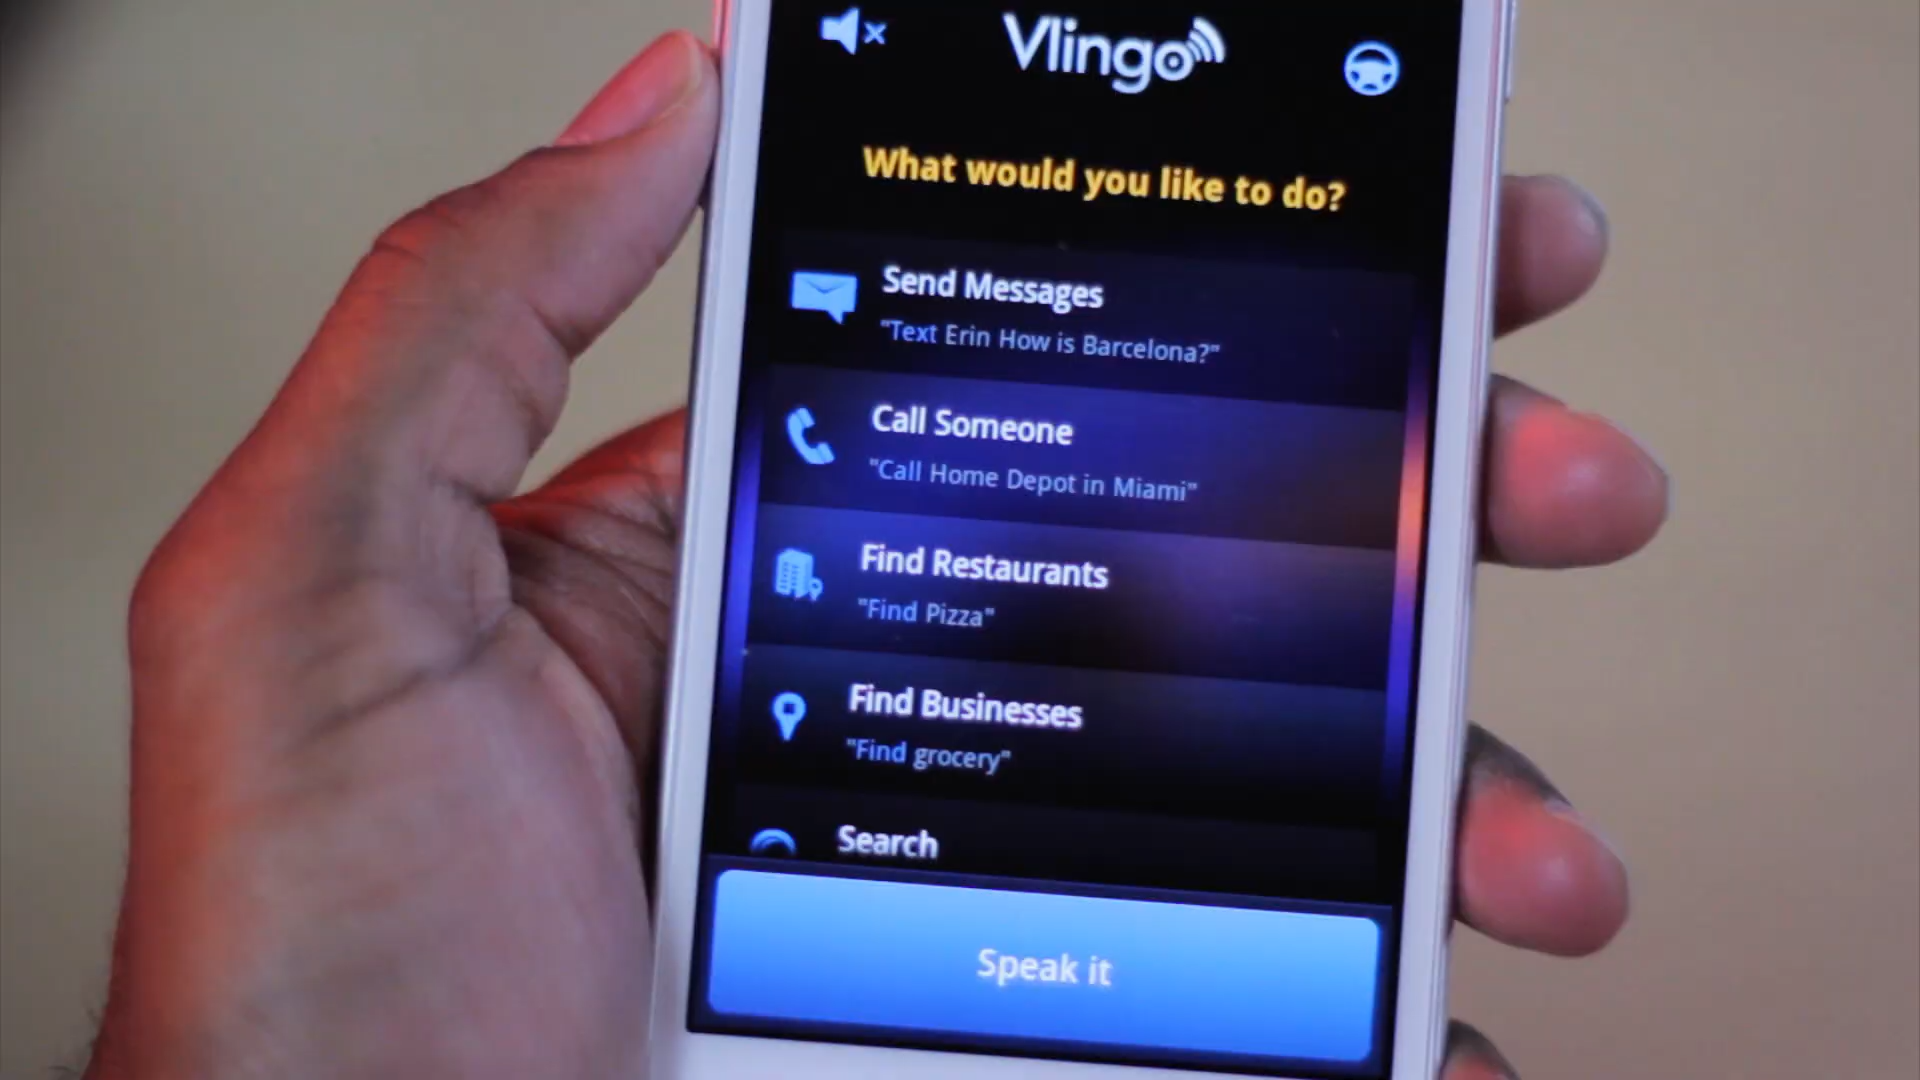 Vlingo
What would you like to do?
Send Messages
"Text Erin How is Barcelona?"
Call Someone
"Call Home Depot in Miami"
Find Restaurants
"Find Pizza"
Find Businesses
"Find grocery"
Search
Speak it